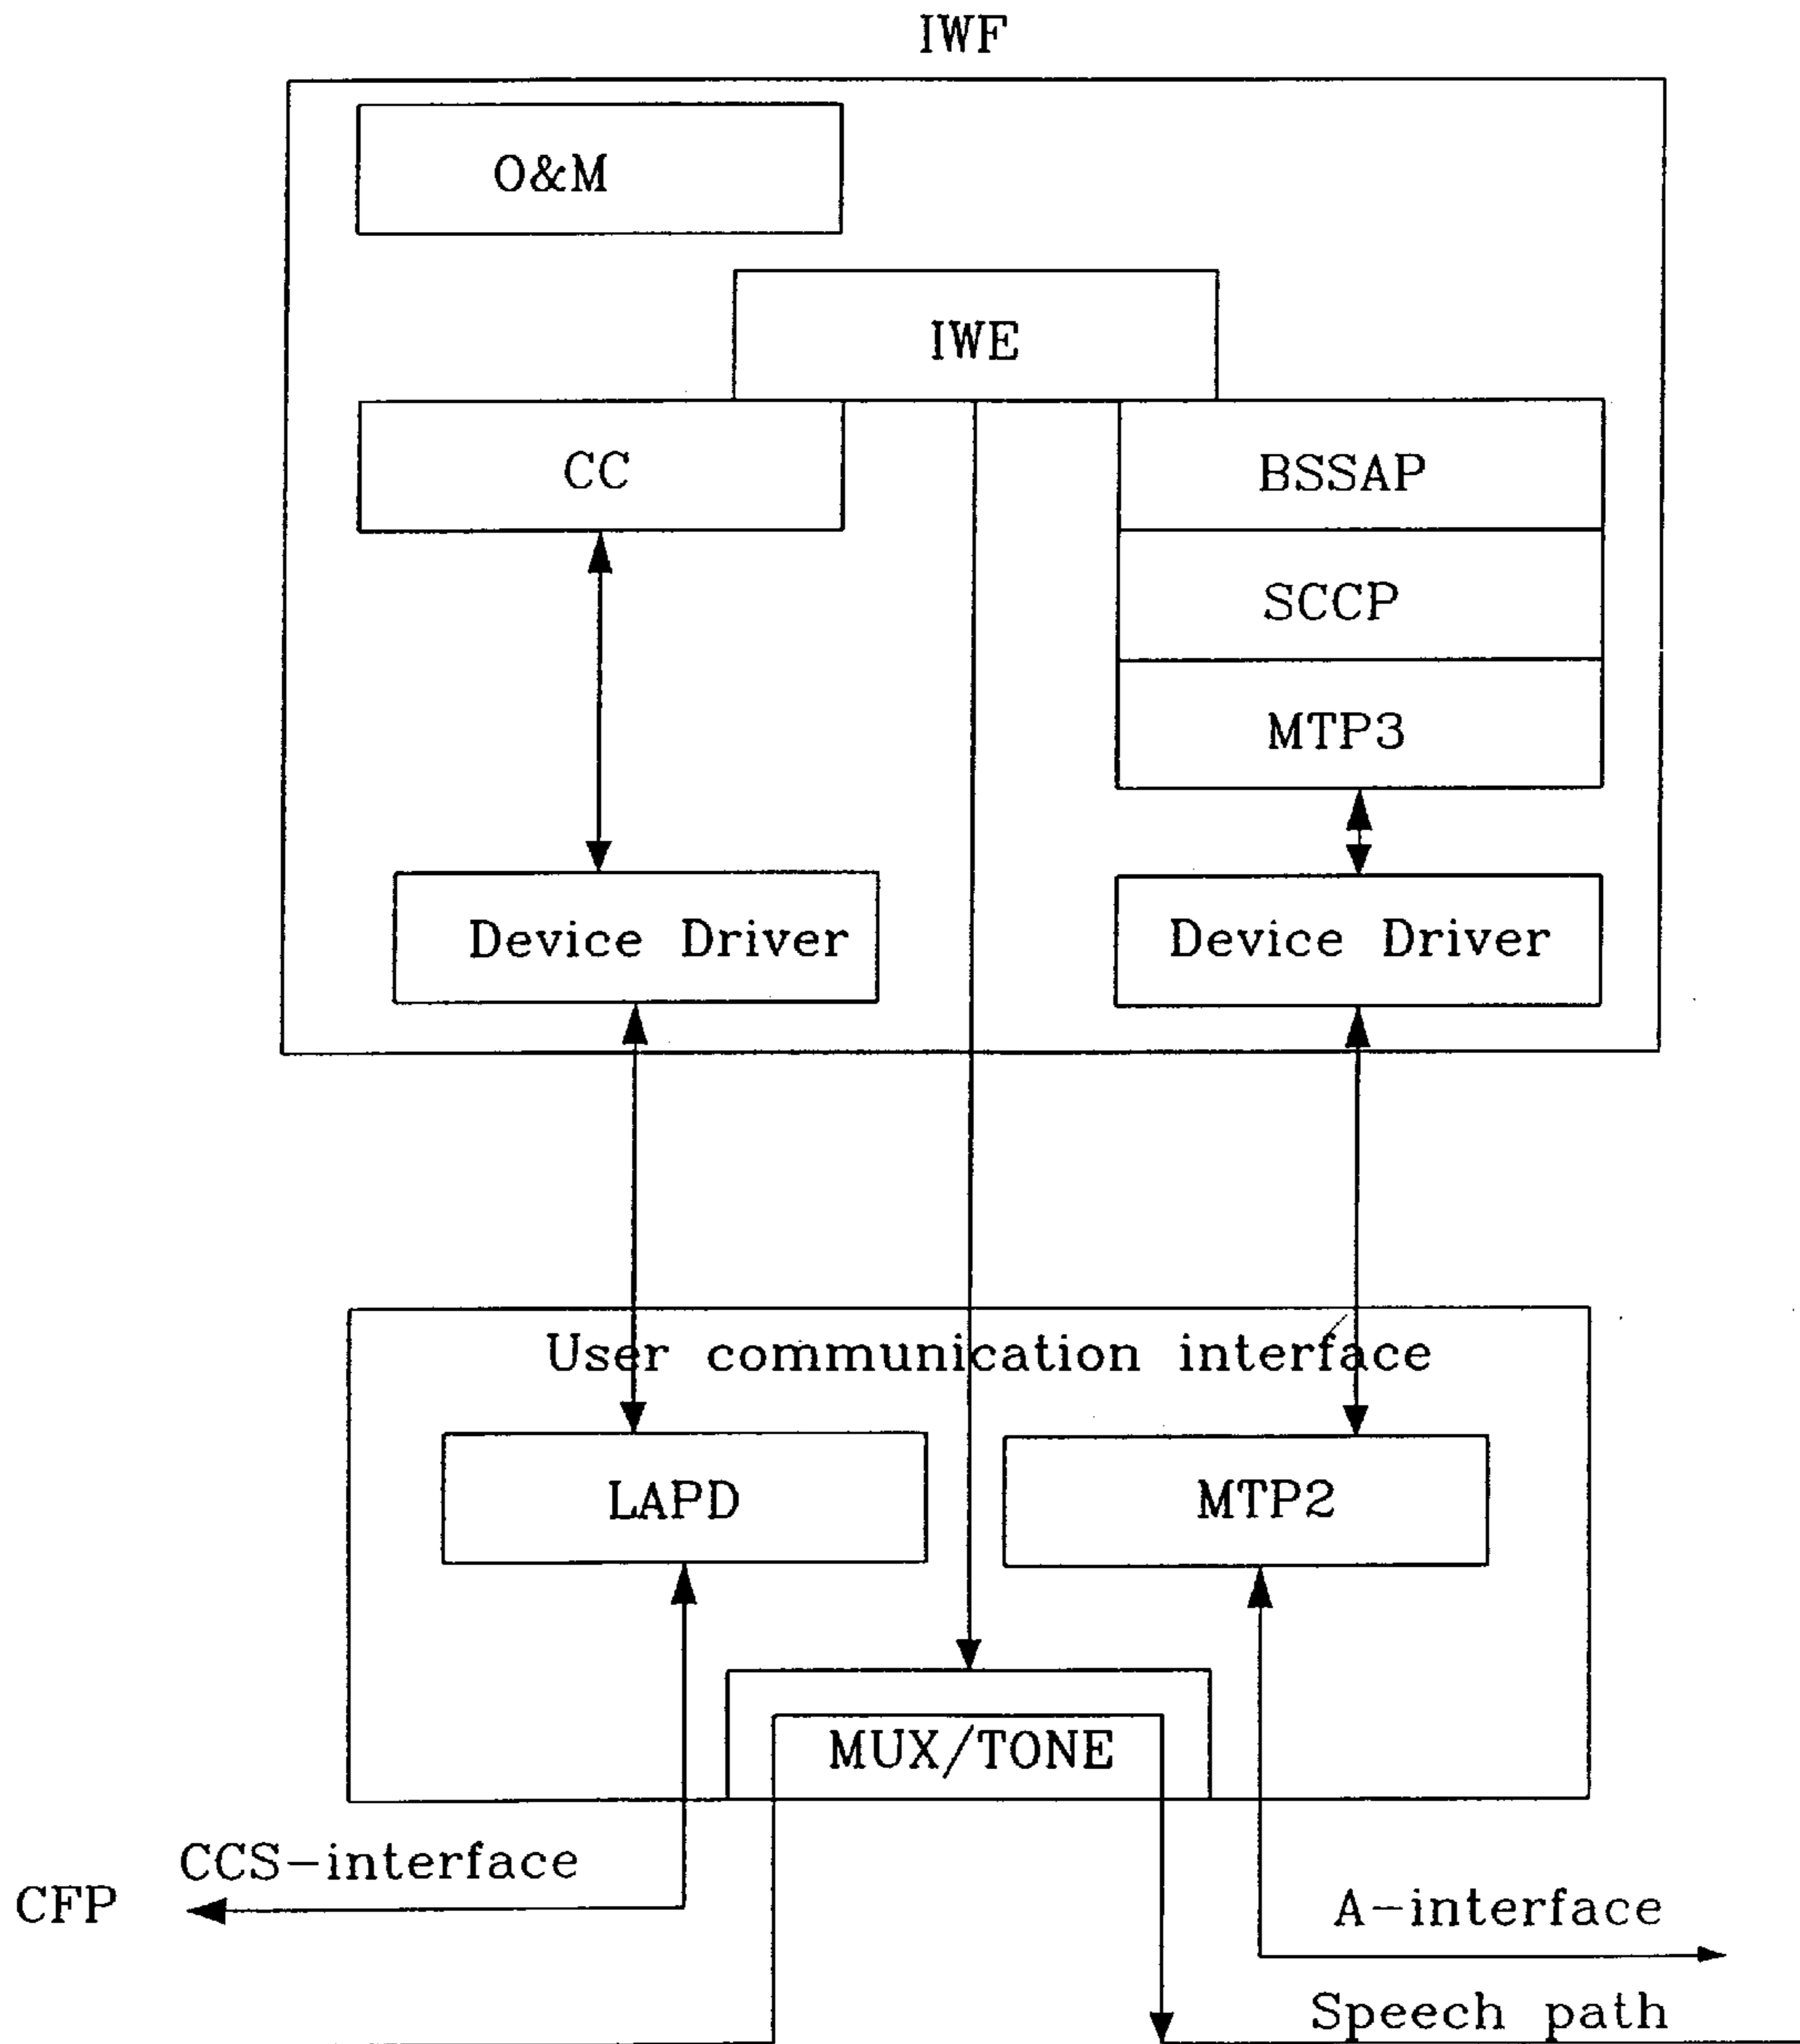 IWF
O&M
IWE
CC
BSSAP
SCCP
MTP3
Device Driver
Device Driver
User communication interface
LAPD
MTP2
MUX/TONE
CCS-interface
CFP
A-interface
Speech path